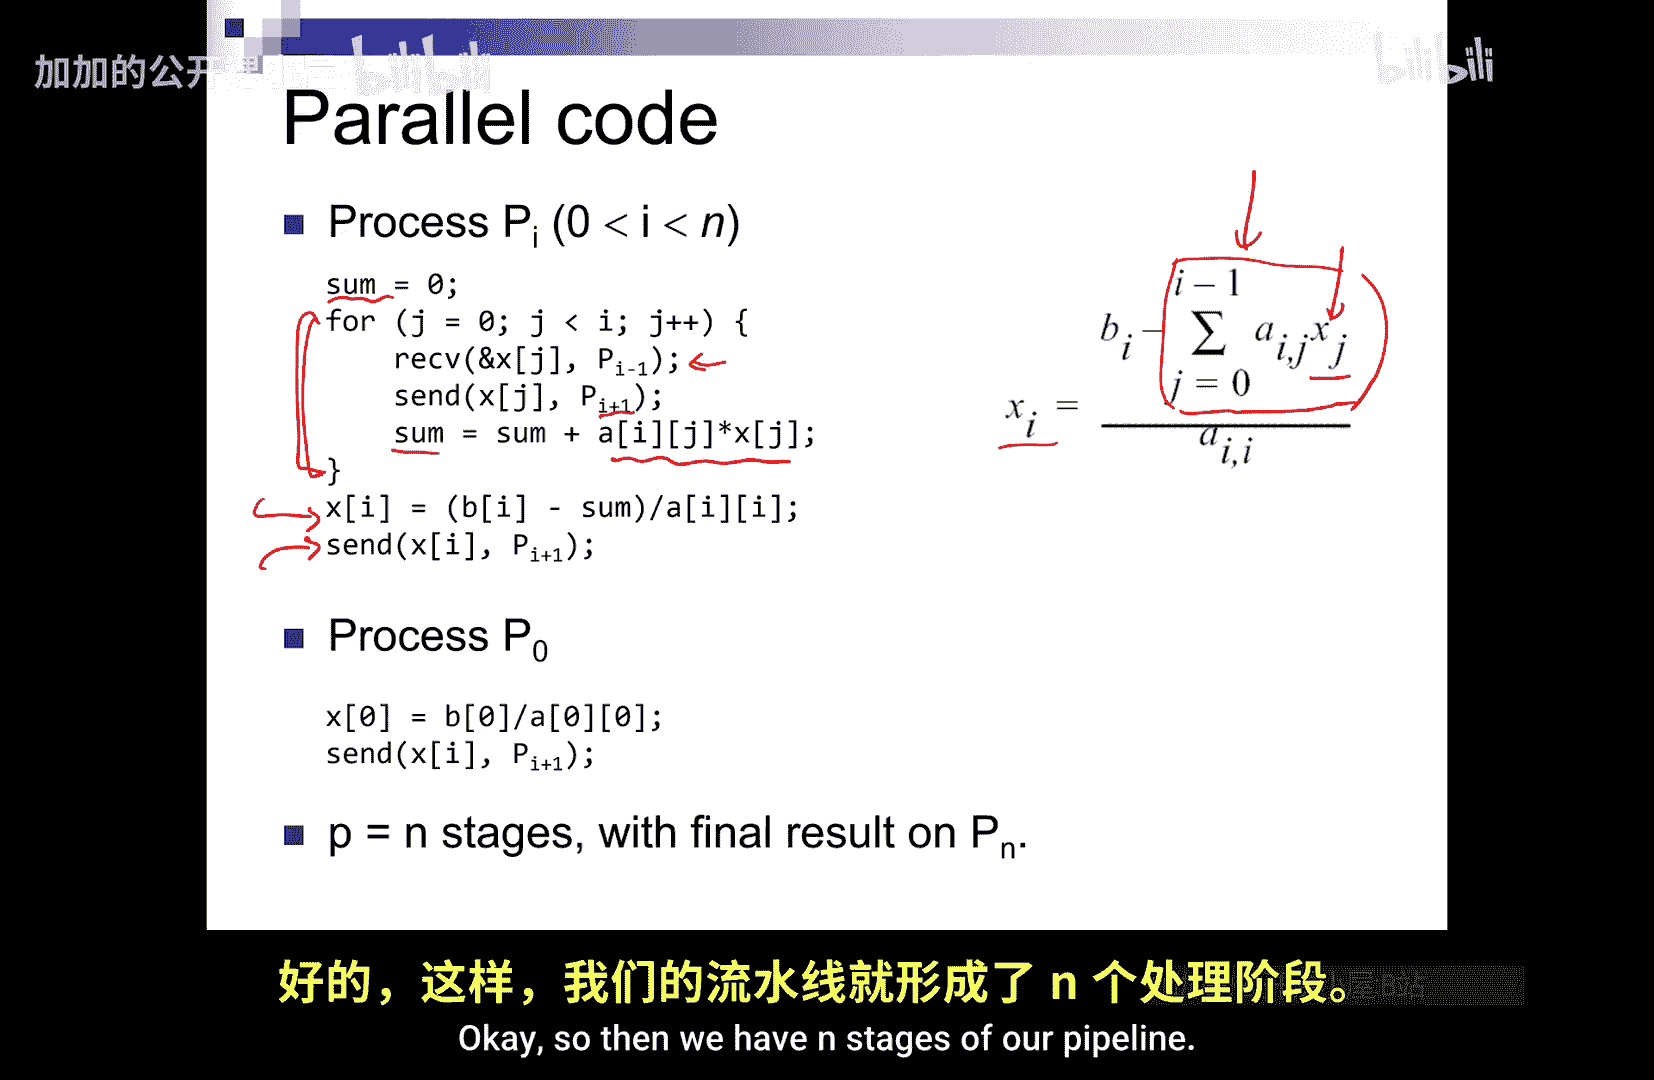 加加的公开
bilibili
bilibili
Parallel code
Process Pi (0 < i < n)
sum = 0;
for (j = 0; j < i; j++) {
recv(&x[j], Pi-1);
send(x[j], Pi+1);
sum = sum + a[i][j]*x[j];
}
x[i] = (b[i] - sum)/a[i][i];
send(x[i], Pi+1);
i – 1
bi – ∑ ai,jxj
j = 0
xi =
ai,i
Process P0
x[0] = b[0]/a[0][0];
send(x[i], Pi+1);
p = n stages, with final result on Pn.
好的，这样，我们的流水线就形成了 n 个处理阶段。
Okay, so then we have n stages of our pipeline.